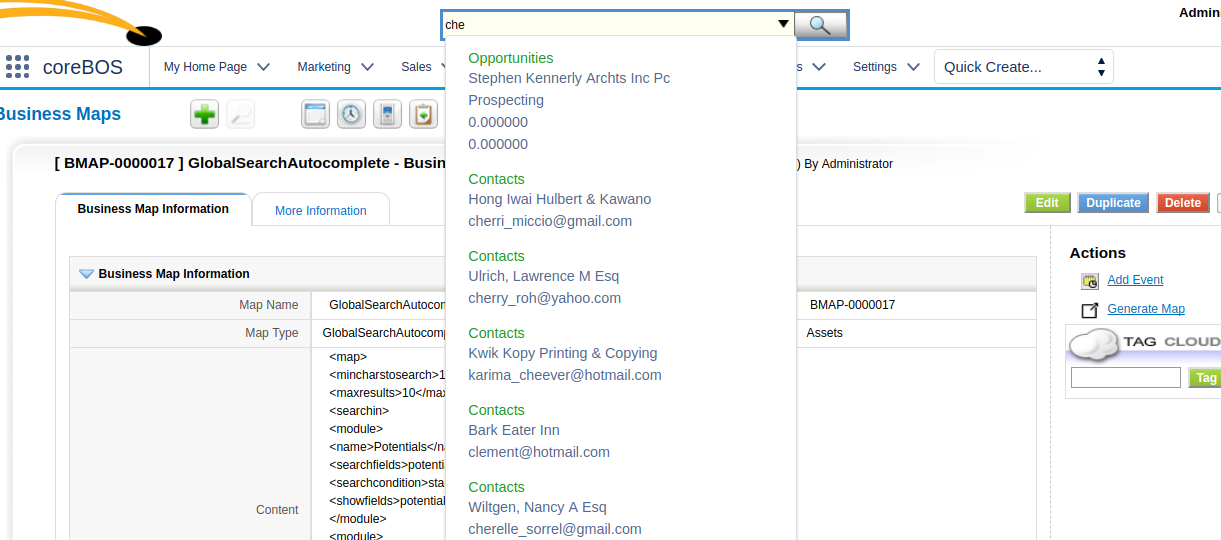 Admin
che
coreBOS
My Home Page
Marketing
Sales
s
Settings
Quick Create...
Business Maps
Opportunities
Stephen Kennerly Archts Inc Pc
Prospecting
0.000000
0.000000
Contacts
Hong Iwai Hulbert & Kawano
cherri_miccio@gmail.com
Contacts
Ulrich, Lawrence M Esq
cherry_roh@yahoo.com
Contacts
Kwik Kopy Printing & Copying
karima_cheever@hotmail.com
Contacts
Bark Eater Inn
clement@hotmail.com
Contacts
Wiltgen, Nancy A Esq
cherelle_sorrel@gmail.com
[ BMAP-0000017 ] GlobalSearchAutocomplete - Busin
) By Administrator
Business Map Information
More Information
Edit
Duplicate
Delete
Business Map Information
Map Name
GlobalSearchAutocom
BMAP-0000017
Map Type
GlobalSearchAutocomp
Assets
Content
<map>
<mincharstosearch>1
<maxresults>10</max
<searchin>
<module>
<name>Potentials</na
<searchfields>potenti
<searchcondition>sta
<showfields>potential
</module>
<module>
Actions
Add Event
Generate Map
TAG CLOUD
Tag